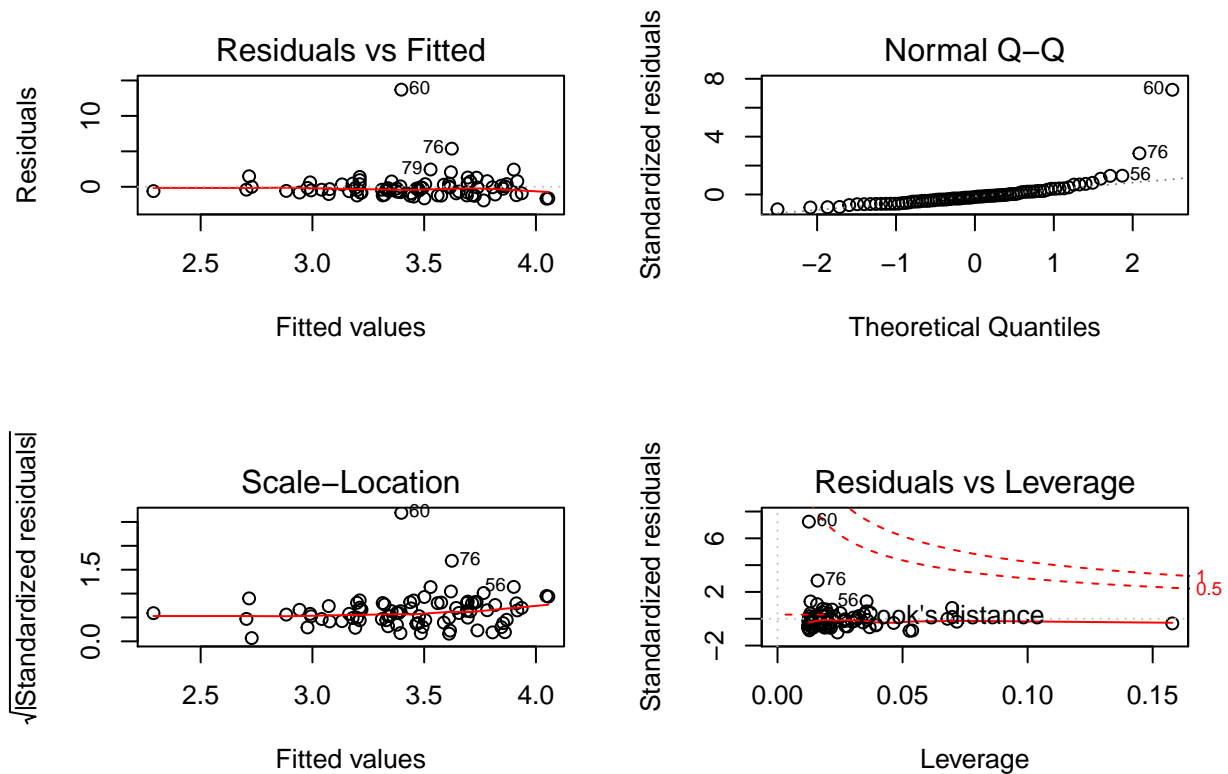 Residuals vs Fitted
Residuals
0 10
60
76
79
2.5 3.0 3.5 4.0
Fitted values
Normal Q−Q
Standardized residuals
0 4 8
60
76
56
−2 −1 0 1 2
Theoretical Quantiles
Scale−Location
√|Standardized residuals|
0.0 1.5
60
76
56
2.5 3.0 3.5 4.0
Fitted values
Residuals vs Leverage
Standardized residuals
−2 2 6
60
76
56
ok's distance
1
0.5
0.00 0.05 0.10 0.15
Leverage